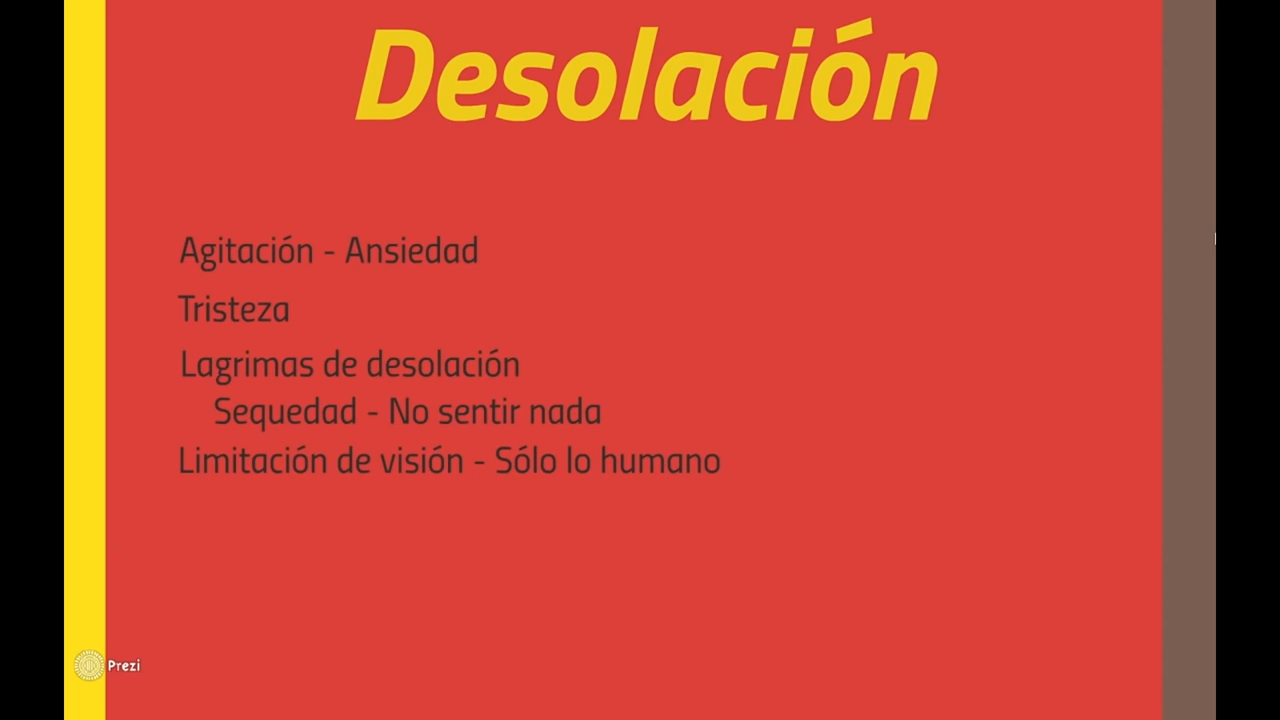 Desolación
Agitación - Ansiedad
Tristeza
Lagrimas de desolación
Sequedad - No sentir nada
Limitación de visión - Sólo lo humano
Prezi